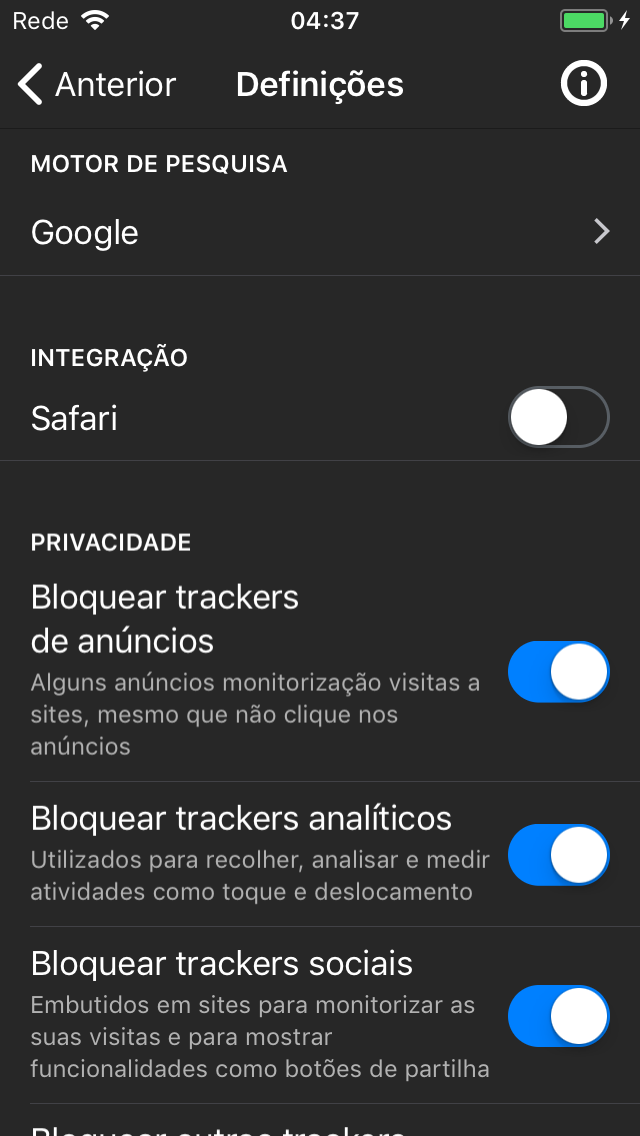 Rede 04:37
Anterior Definições
MOTOR DE PESQUISA
Google
INTEGRAÇÃO
Safari
PRIVACIDADE
Bloquear trackers
de anúncios
Alguns anúncios monitorização visitas a
sites, mesmo que não clique nos
anúncios
Bloquear trackers analíticos
Utilizados para recolher, analisar e medir
atividades como toque e deslocamento
Bloquear trackers sociais
Embutidos em sites para monitorizar as
suas visitas e para mostrar
funcionalidades como botões de partilha
Bloquear outros trackers